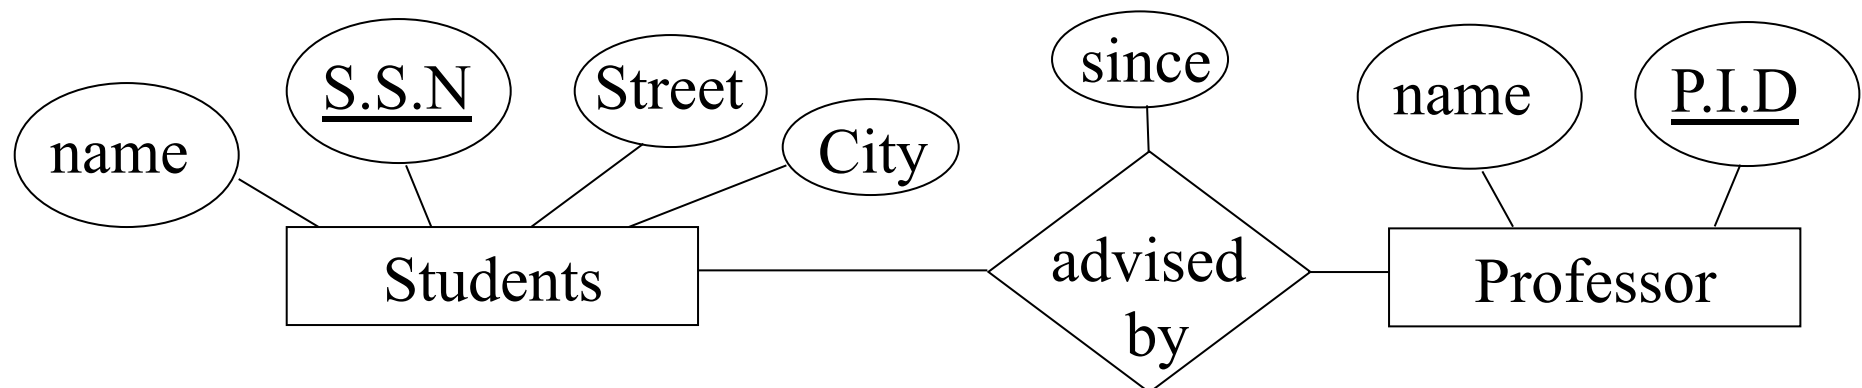 name
S.S.N
Street
City
since
name
P.I.D
Students
advised
by
Professor